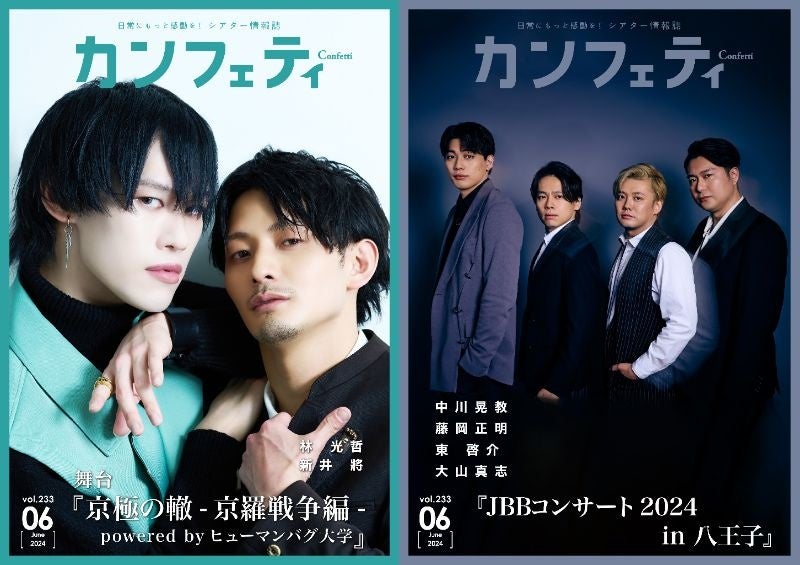 日常にもっと感動を！シアター情報誌
カンフェティ
Confetti
林 光哲
新井 將
舞台
『京極の轍 - 京羅戦争編 -
powered by ヒューマンバグ大学』
vol.233
06
June
2024
日常にもっと感動を！シアター情報誌
カンフェティ
Confetti
中川晃教
藤岡正明
東 啓介
大山真志
vol.233
06
June
2024
『JBBコンサート 2024
in 八王子』